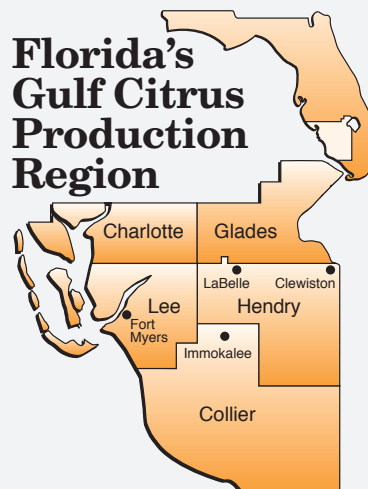 Florida's
Gulf Citrus
Production
Region
Charlotte
Glades
LaBelle
Clewiston
Lee
Hendry
Fort
Myers
Immokalee
Collier